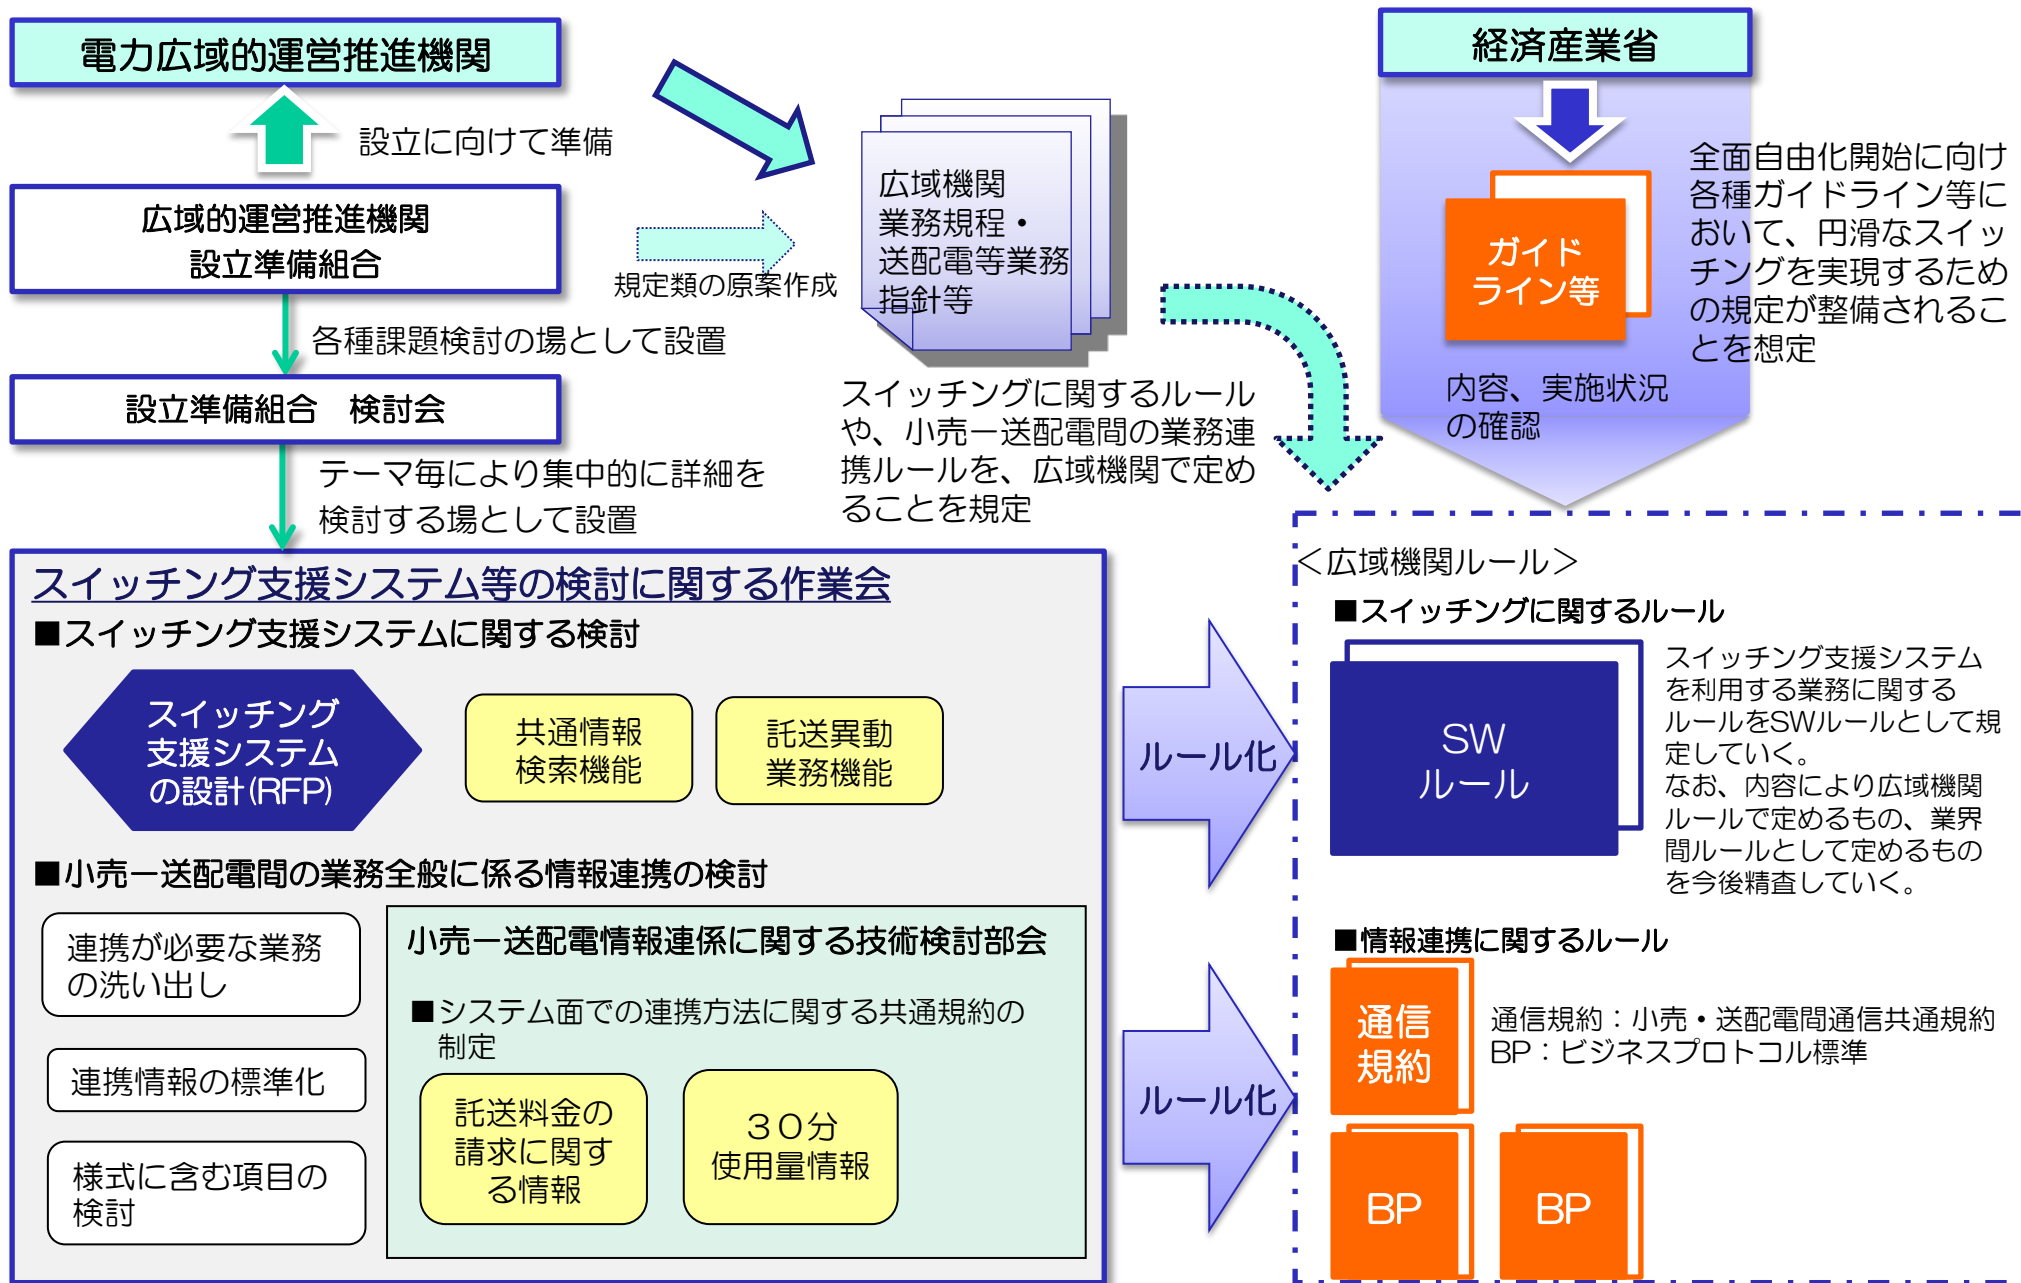 電力広域的運営推進機関
設立に向けて準備
広域的運営推進機関
設立準備組合
規定類の原案作成
各種課題検討の場として設置
設立準備組合　検討会
テーマ毎により集中的に詳細を
検討する場として設置
広域機関
業務規程・
送配電等業務
指針等
スイッチングに関するルール
や、小売ー送配電間の業務連
携ルールを、広域機関で定め
ることを規定
経済産業省
ガイド
ライン等
全面自由化開始に向け
各種ガイドライン等に
おいて、円滑なスイッ
チングを実現するため
の規定が整備されるこ
とを想定
内容、実施状況
の確認
スイッチング支援システム等の検討に関する作業会
■スイッチング支援システムに関する検討
スイッチング
支援システム
の設計(RFP)
共通情報
検索機能
託送異動
業務機能
■小売ー送配電間の業務全般に係る情報連携の検討
連携が必要な業務
の洗い出し
連携情報の標準化
様式に含む項目の
検討
小売ー送配電情報連係に関する技術検討部会
■システム面での連携方法に関する共通規約の
制定
託送料金の
請求に関す
る情報
３０分
使用量情報
ルール化
ルール化
＜広域機関ルール＞
■スイッチングに関するルール
SW
ルール
スイッチング支援システム
を利用する業務に関する
ルールをSWルールとして規
定していく。
なお、内容により広域機関
ルールで定めるもの、業界
間ルールとして定めるもの
を今後精査していく。
■情報連携に関するルール
通信
規約
通信規約：小売・送配電間通信共通規約
BP：ビジネスプロトコル標準
BP
BP